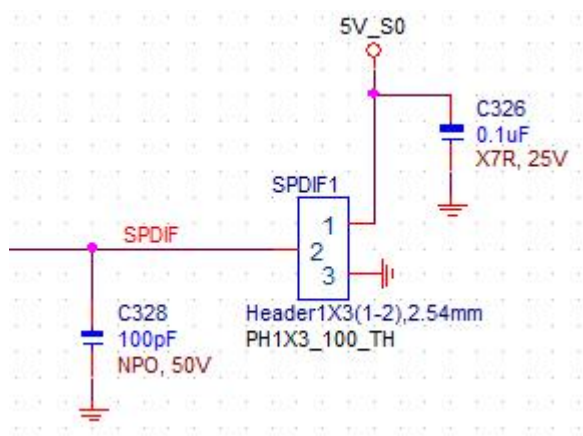 5V_S0
C326
0.1uF
X7R, 25V
SPDIF1
1
SPDIF
2
3
C328
100pF
NPO, 50V
Header1X3(1-2),2.54mm
PH1X3_100_TH